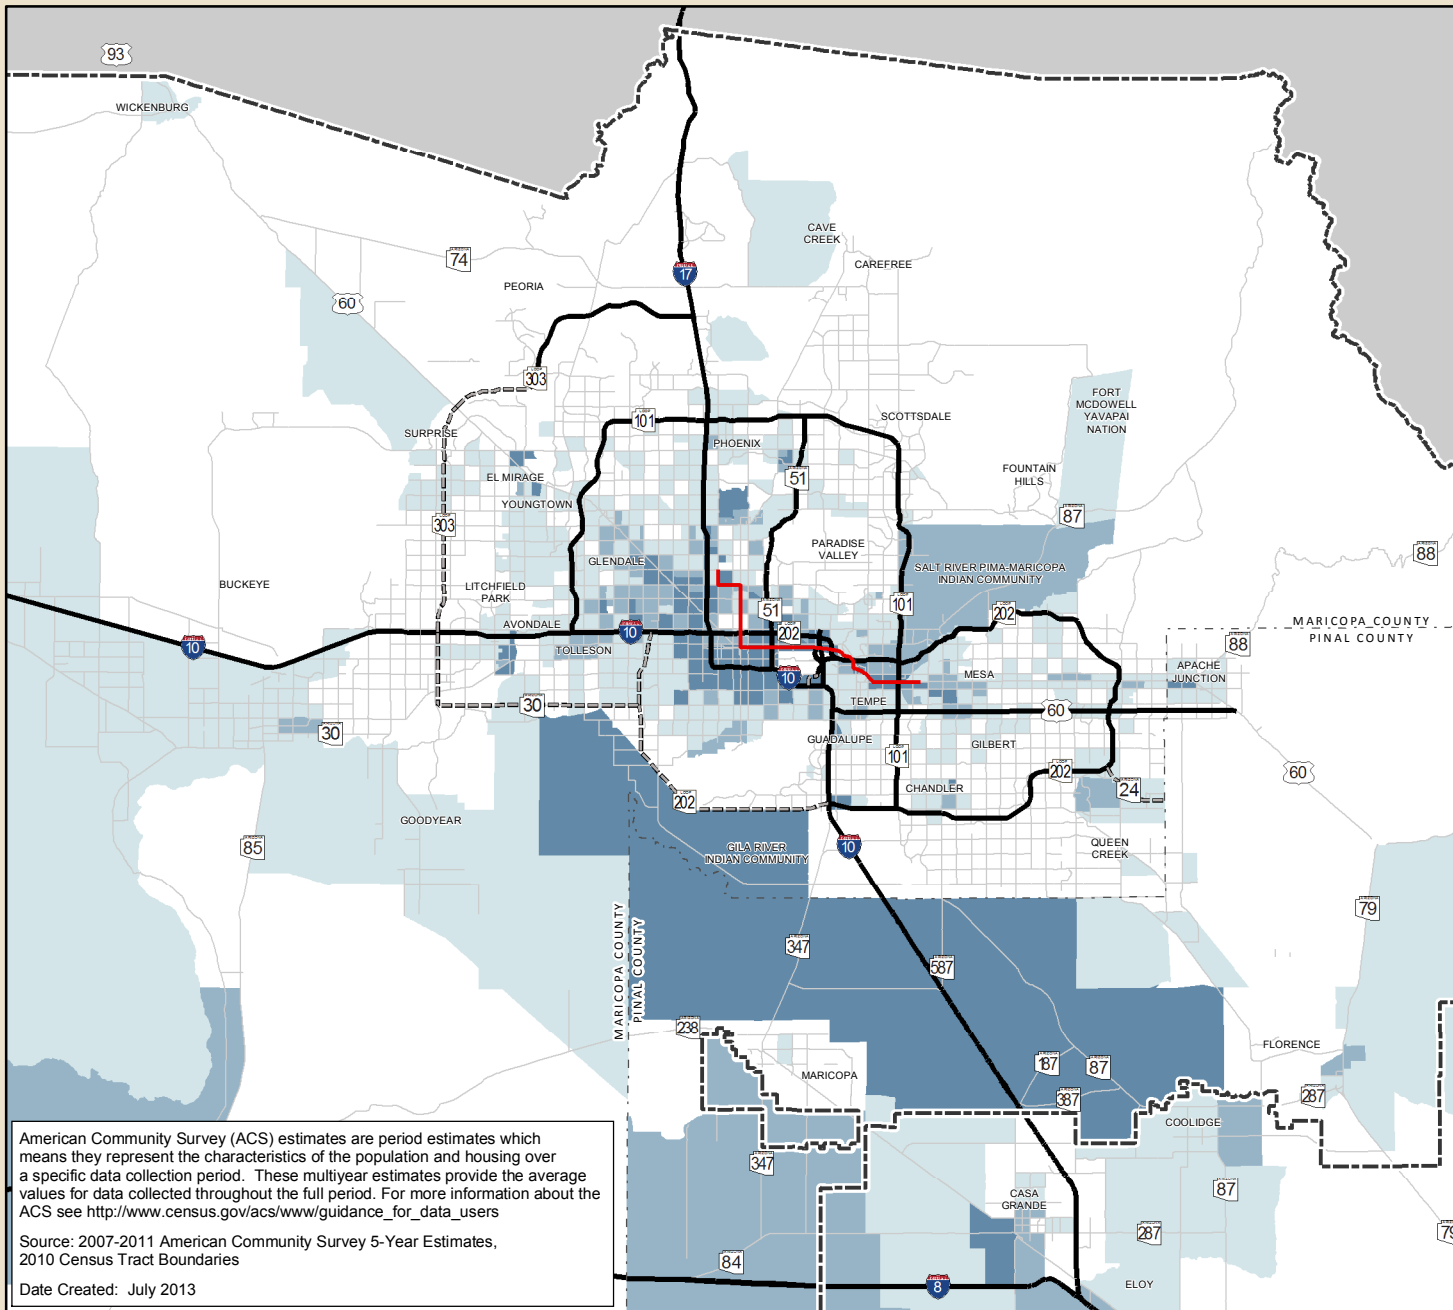 93
WICKENBURG
CAVE
CREEK
74
CAREFREE
17
PEORIA
60
303
FORT
MCDOWELL
YAVAPAI
NATION
101
SCOTTSDALE
SURPRISE
PHOENIX
51
EL MIRAGE
FOUNTAIN
HILLS
YOUNGTOWN
87
303
PARADISE
VALLEY
88
GLENDALE
SALT RIVER PIMA-MARICOPA
INDIAN COMMUNITY
BUCKEYE
LITCHFIELD
PARK
51
101
202
AVONDALE
10
202
MARICOPA COUNTY
PINAL COUNTY
10
TOLLESON
88
APACHE
JUNCTION
10
MESA
TEMPE
30
60
30
GUADALUPE
GILBERT
101
202
60
CHANDLER
24
202
GOODYEAR
85
GILA RIVER
INDIAN COMMUNITY
10
QUEEN
CREEK
79
MARICOPA COUNTY
PINAL COUNTY
347
587
238
FLORENCE
187
87
MARICOPA
387
287
COOLIDGE
347
87
CASA
GRANDE
287
79
84
ELOY
8
American Community Survey (ACS) estimates are period estimates which
means they represent the characteristics of the population and housing over
a specific data collection period.  These multiyear estimates provide the average
values for data collected throughout the full period. For more information about the
ACS see http://www.census.gov/acs/www/guidance_for_data_users
Source: 2007-2011 American Community Survey 5-Year Estimates,
2010 Census Tract Boundaries
Date Created:  July 2013